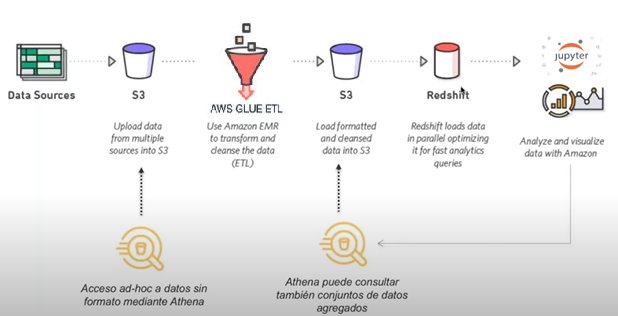 jupyter
AWS GLUE ETL
Data Sources
S3
S3
Redshift
Upload data
from multiple
sources into S3
Use Amazon EMR
to transform and
cleanse the data
(ETL)
Load formatted
and cleansed
data into S3
Redshift loads data
in parallel optimizing
it for fast analytics
queries
Analyze and visualize
data with Amazon
Acceso ad-hoc a datos sin
formato mediante Athena
Athena puede consultar
también conjuntos de datos
agregados